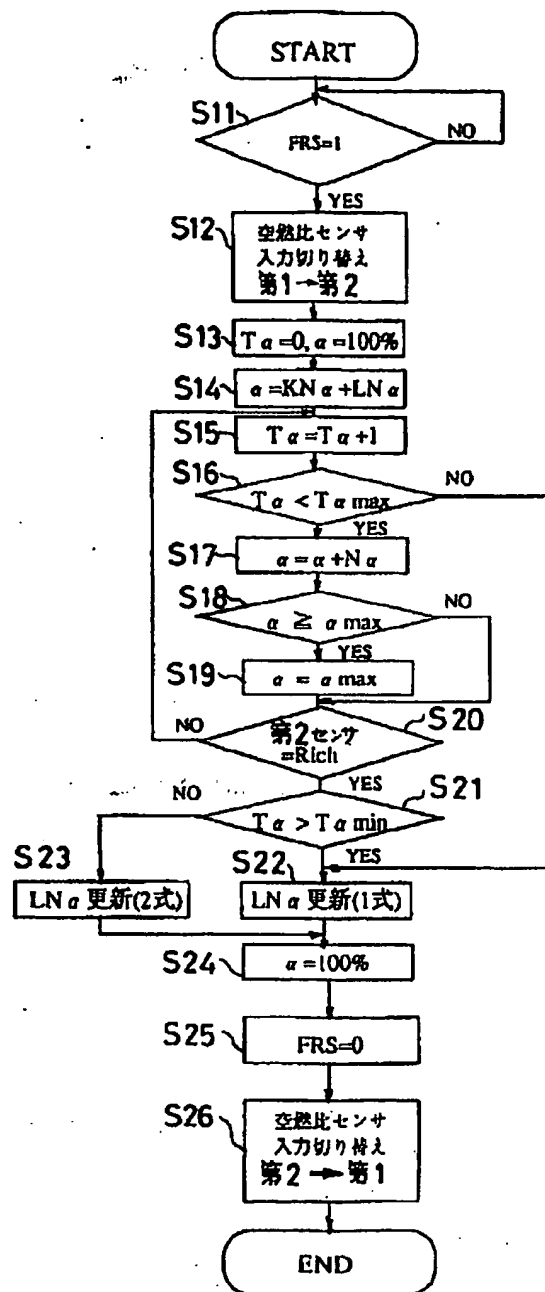 START
S11
FRS=1
NO
YES
S12
空燃比センサ
入力切り替え
第1→第2
S13
Tα=0, α=100%
S14
α=KNα+LNα
S15
Tα=Tα+1
S16
NO
Tα<Tαmax
YES
S17
α=α+Nα
S18
NO
α≧αmax
YES
S19
α=αmax
S20
第2センサ
=Rich
NO
YES
S21
NO
Tα>Tαmin
YES
S23
S22
LNα更新(2式)
LNα更新(1式)
S24
α=100%
S25
FRS=0
S26
空燃比センサ
入力切り替え
第2→第1
END